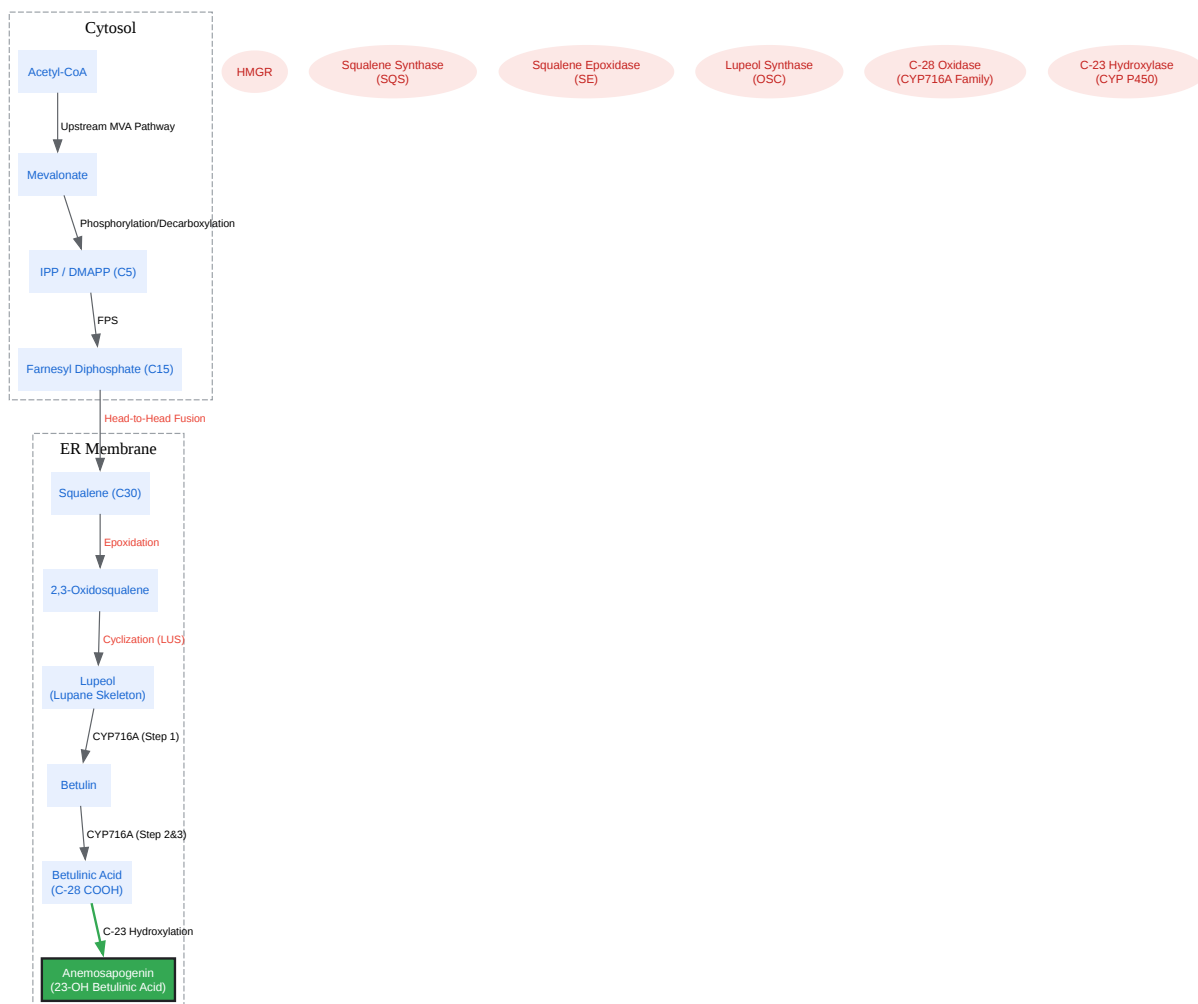 Cytosol
Acetyl-CoA
HMGR
Squalene Synthase
(SQS)
Squalene Epoxidase
(SE)
Lupeol Synthase
(OSC)
C-28 Oxidase
(CYP716A Family)
C-23 Hydroxylase
(CYP P450)
Upstream MVA Pathway
Mevalonate
Phosphorylation/Decarboxylation
IPP / DMAPP (C5)
FPS
Farnesyl Diphosphate (C15)
Head-to-Head Fusion
ER Membrane
Squalene (C30)
Epoxidation
2,3-Oxidosqualene
Cyclization (LUS)
Lupeol
(Lupane Skeleton)
CYP716A (Step 1)
Betulin
CYP716A (Step 2&3)
Betulinic Acid
(C-28 COOH)
C-23 Hydroxylation
Anemosapogenin
(23-OH Betulinic Acid)